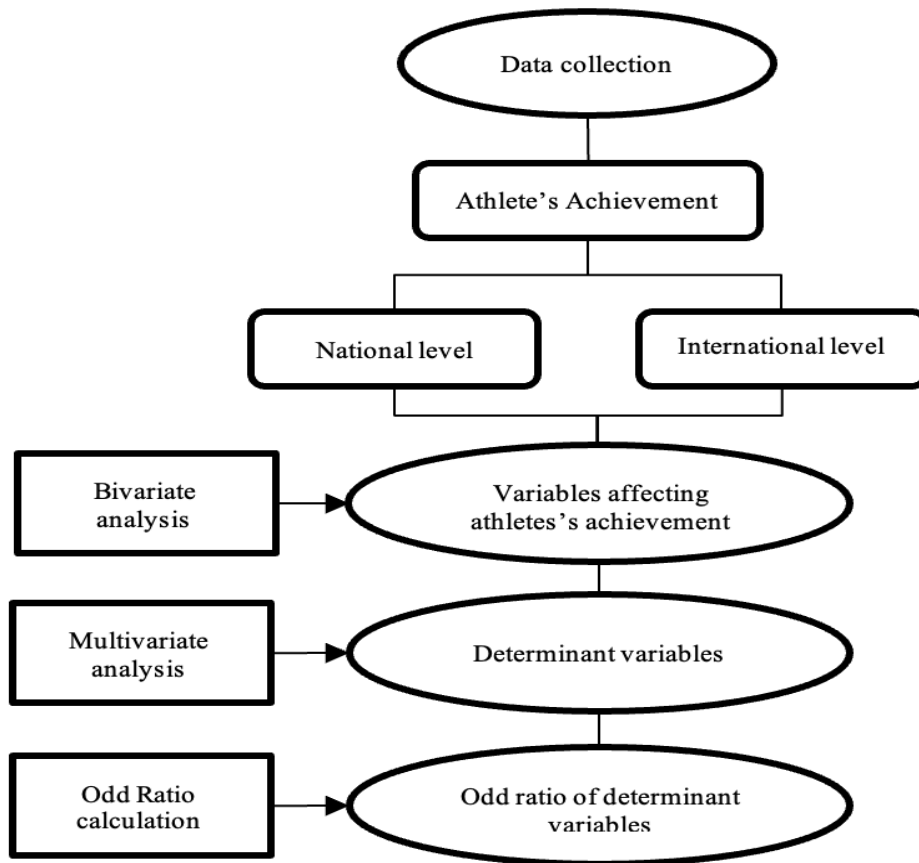 Data collection
Athlete’s Achievement
National level
International level
Bivariate
analysis
Variables affecting
athletes’s achievement
Multivariate
analysis
Determinant variables
Odd Ratio
calculation
Odd ratio of determinant
variables